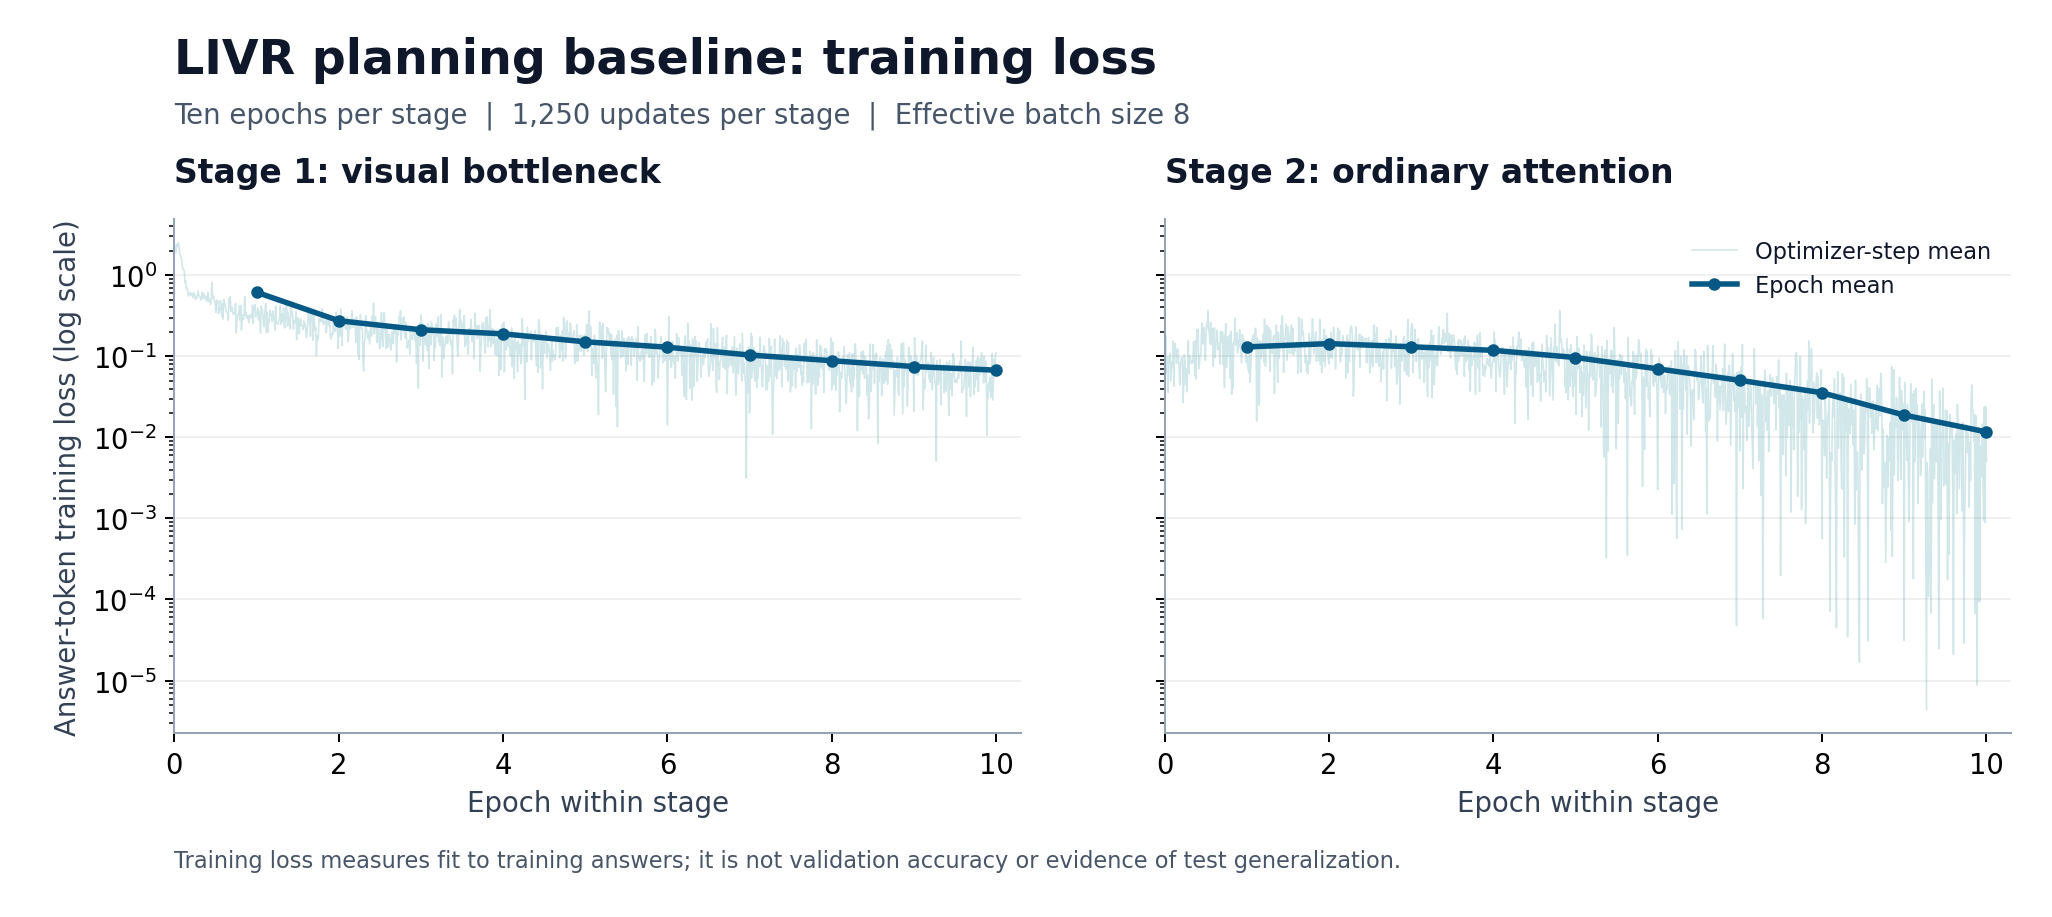 LIVR planning baseline: training loss
Ten epochs per stage | 1,250 updates per stage | Effective batch size 8
Stage 1: visual bottleneck
Answer-token training loss (log scale)
10⁰
10⁻¹
10⁻²
10⁻³
10⁻⁴
10⁻⁵
0 2 4 6 8 10
Epoch within stage
Stage 2: ordinary attention
Optimizer-step mean
Epoch mean
0 2 4 6 8 10
Epoch within stage
Training loss measures fit to training answers; it is not validation accuracy or evidence of test generalization.